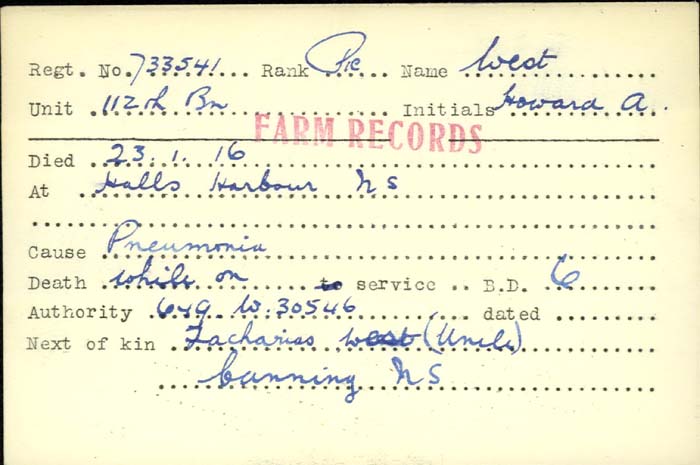 Regt. No. 733541 Rank Pte Name West
Unit 112th Bn Initials Howard A.
FARM RECORDS
Died 23.1.16
At Halls Harbour NS
Cause Pneumonia
Death while on to service B.D. 6
Authority 649 W.30546 dated
Next of kin Zacharias West (Uncle)
Canning NS